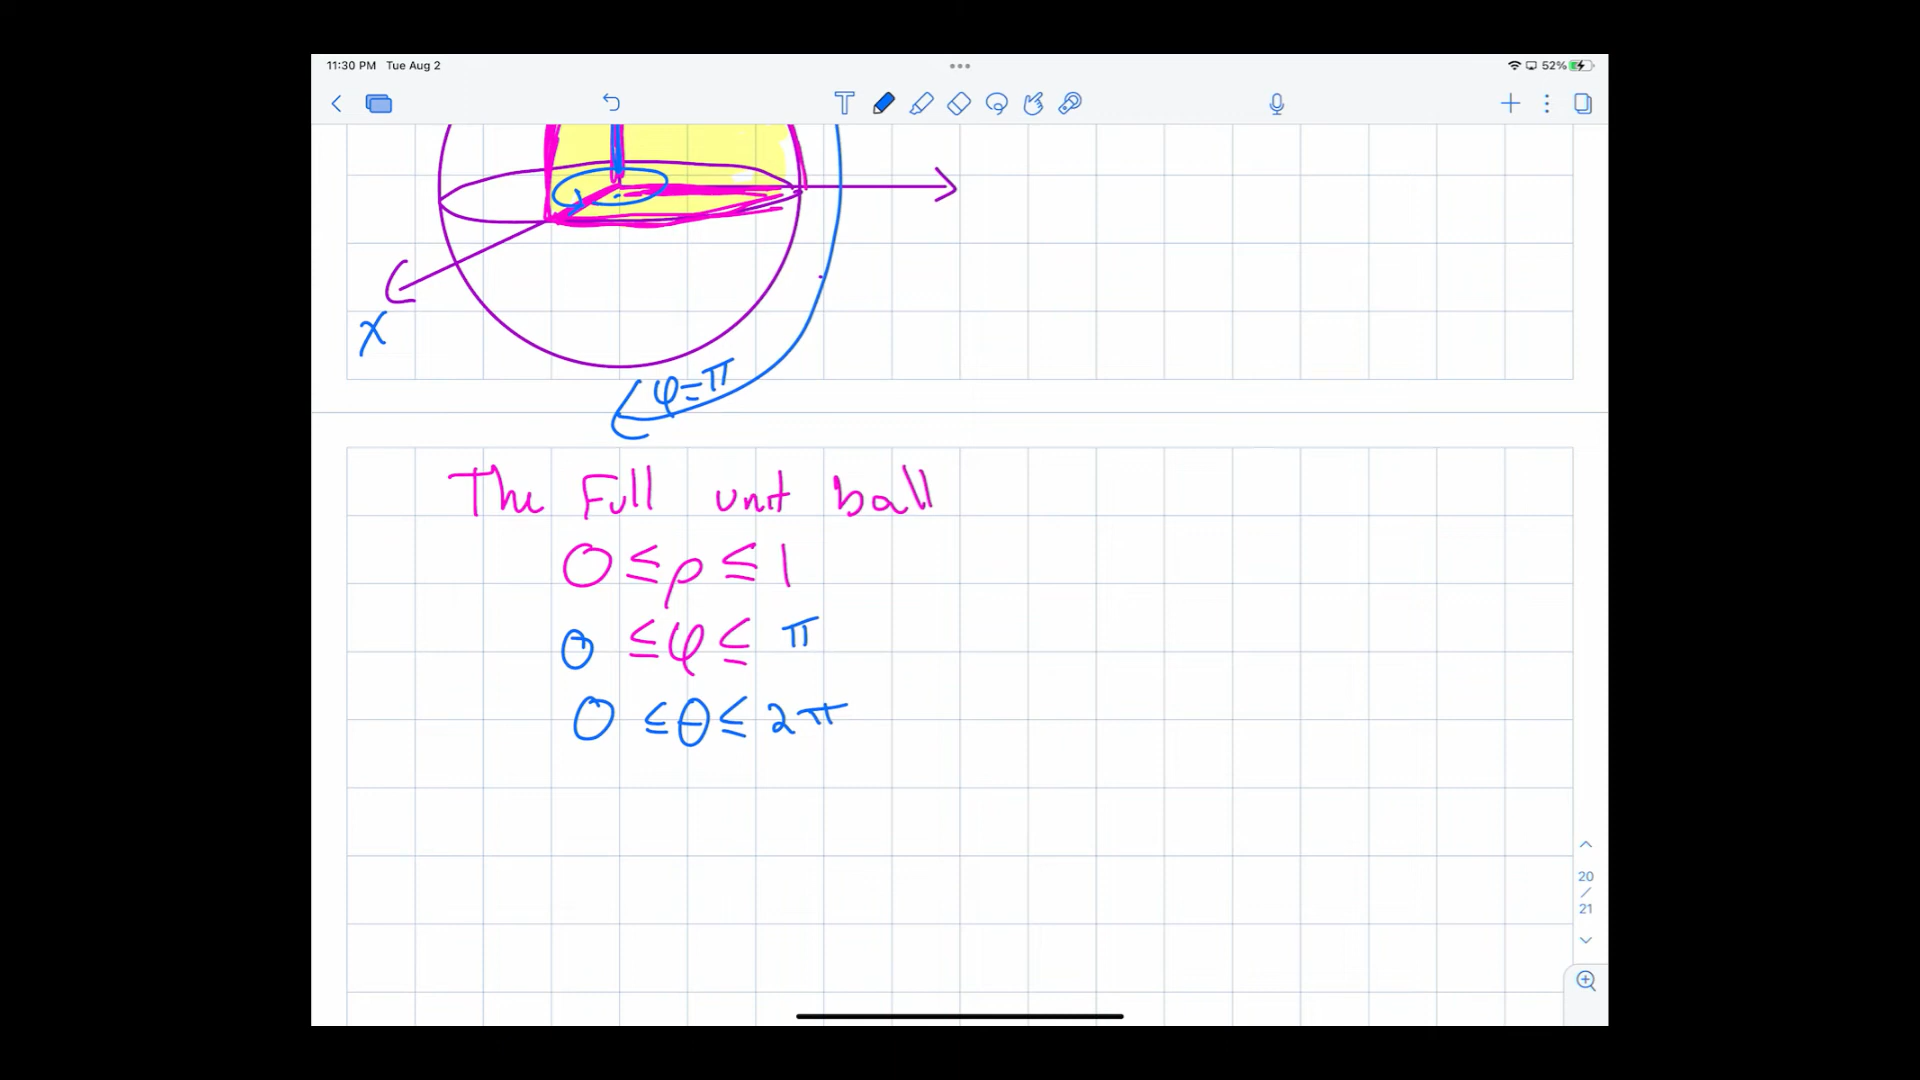 11:30 PM Tue Aug 2
52%
T
x
φ=π
The Full unit ball
0 ≤ ρ ≤ 1
0 ≤ φ ≤ π
0 ≤ θ ≤ 2π
20
/
21